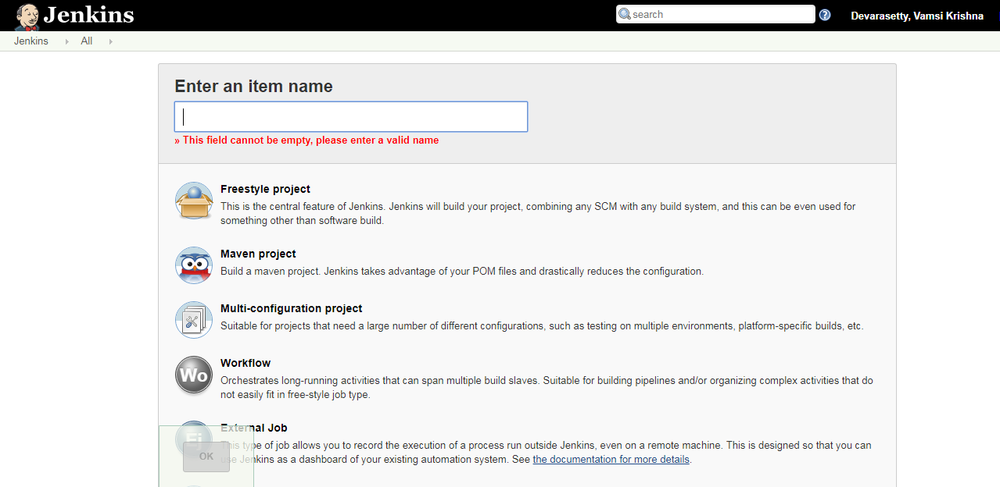 Jenkins
search
Devarasetty, Vamsi Krishna
Jenkins
All
Enter an item name
» This field cannot be empty, please enter a valid name
Freestyle project
This is the central feature of Jenkins. Jenkins will build your project, combining any SCM with any build system, and this can be even used for
something other than software build.
Maven project
Build a maven project. Jenkins takes advantage of your POM files and drastically reduces the configuration.
Multi-configuration project
Suitable for projects that need a large number of different configurations, such as testing on multiple environments, platform-specific builds, etc.
Wo
Workflow
Orchestrates long-running activities that can span multiple build slaves. Suitable for building pipelines and/or organizing complex activities that do
not easily fit in free-style job type.
External Job
This type of job allows you to record the execution of a process run outside Jenkins, even on a remote machine. This is designed so that you can
use Jenkins as a dashboard of your existing automation system. See the documentation for more details.
OK